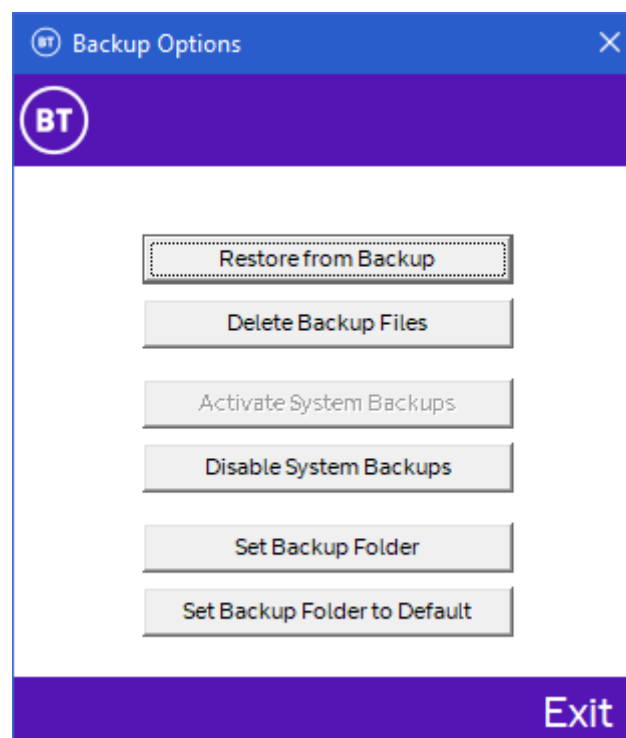 BT Backup Options
BT
Restore from Backup
Delete Backup Files
Activate System Backups
Disable System Backups
Set Backup Folder
Set Backup Folder to Default
Exit